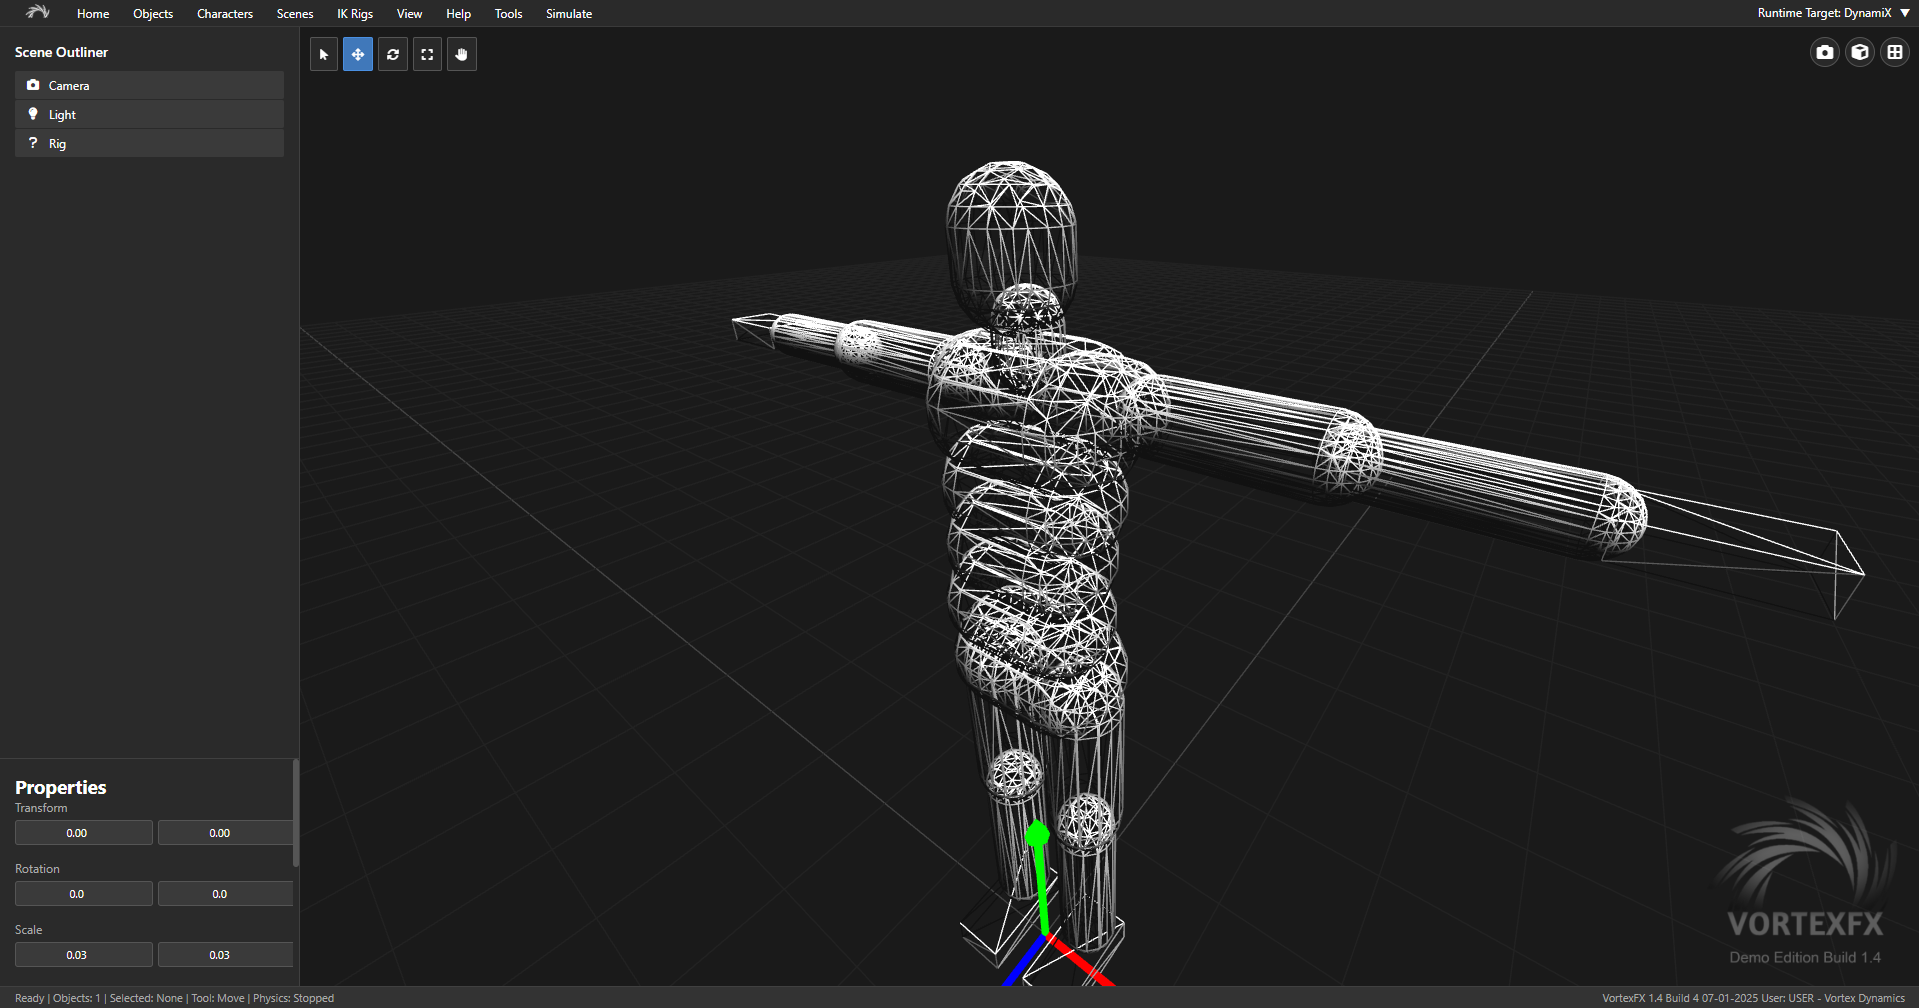 Home Objects Characters Scenes IK Rigs View Help Tools Simulate Runtime Target: DynamiX ▼
Scene Outliner
Camera
Light
? Rig
Properties
Transform
0.00 0.00
Rotation
0.0 0.0
Scale
0.03 0.03
VORTEXFX
Demo Edition Build 1.4
Ready | Objects: 1 | Selected: None | Tool: Move | Physics: Stopped VortexFX 1.4 Build 4 07-01-2025 User: USER - Vortex Dynamics